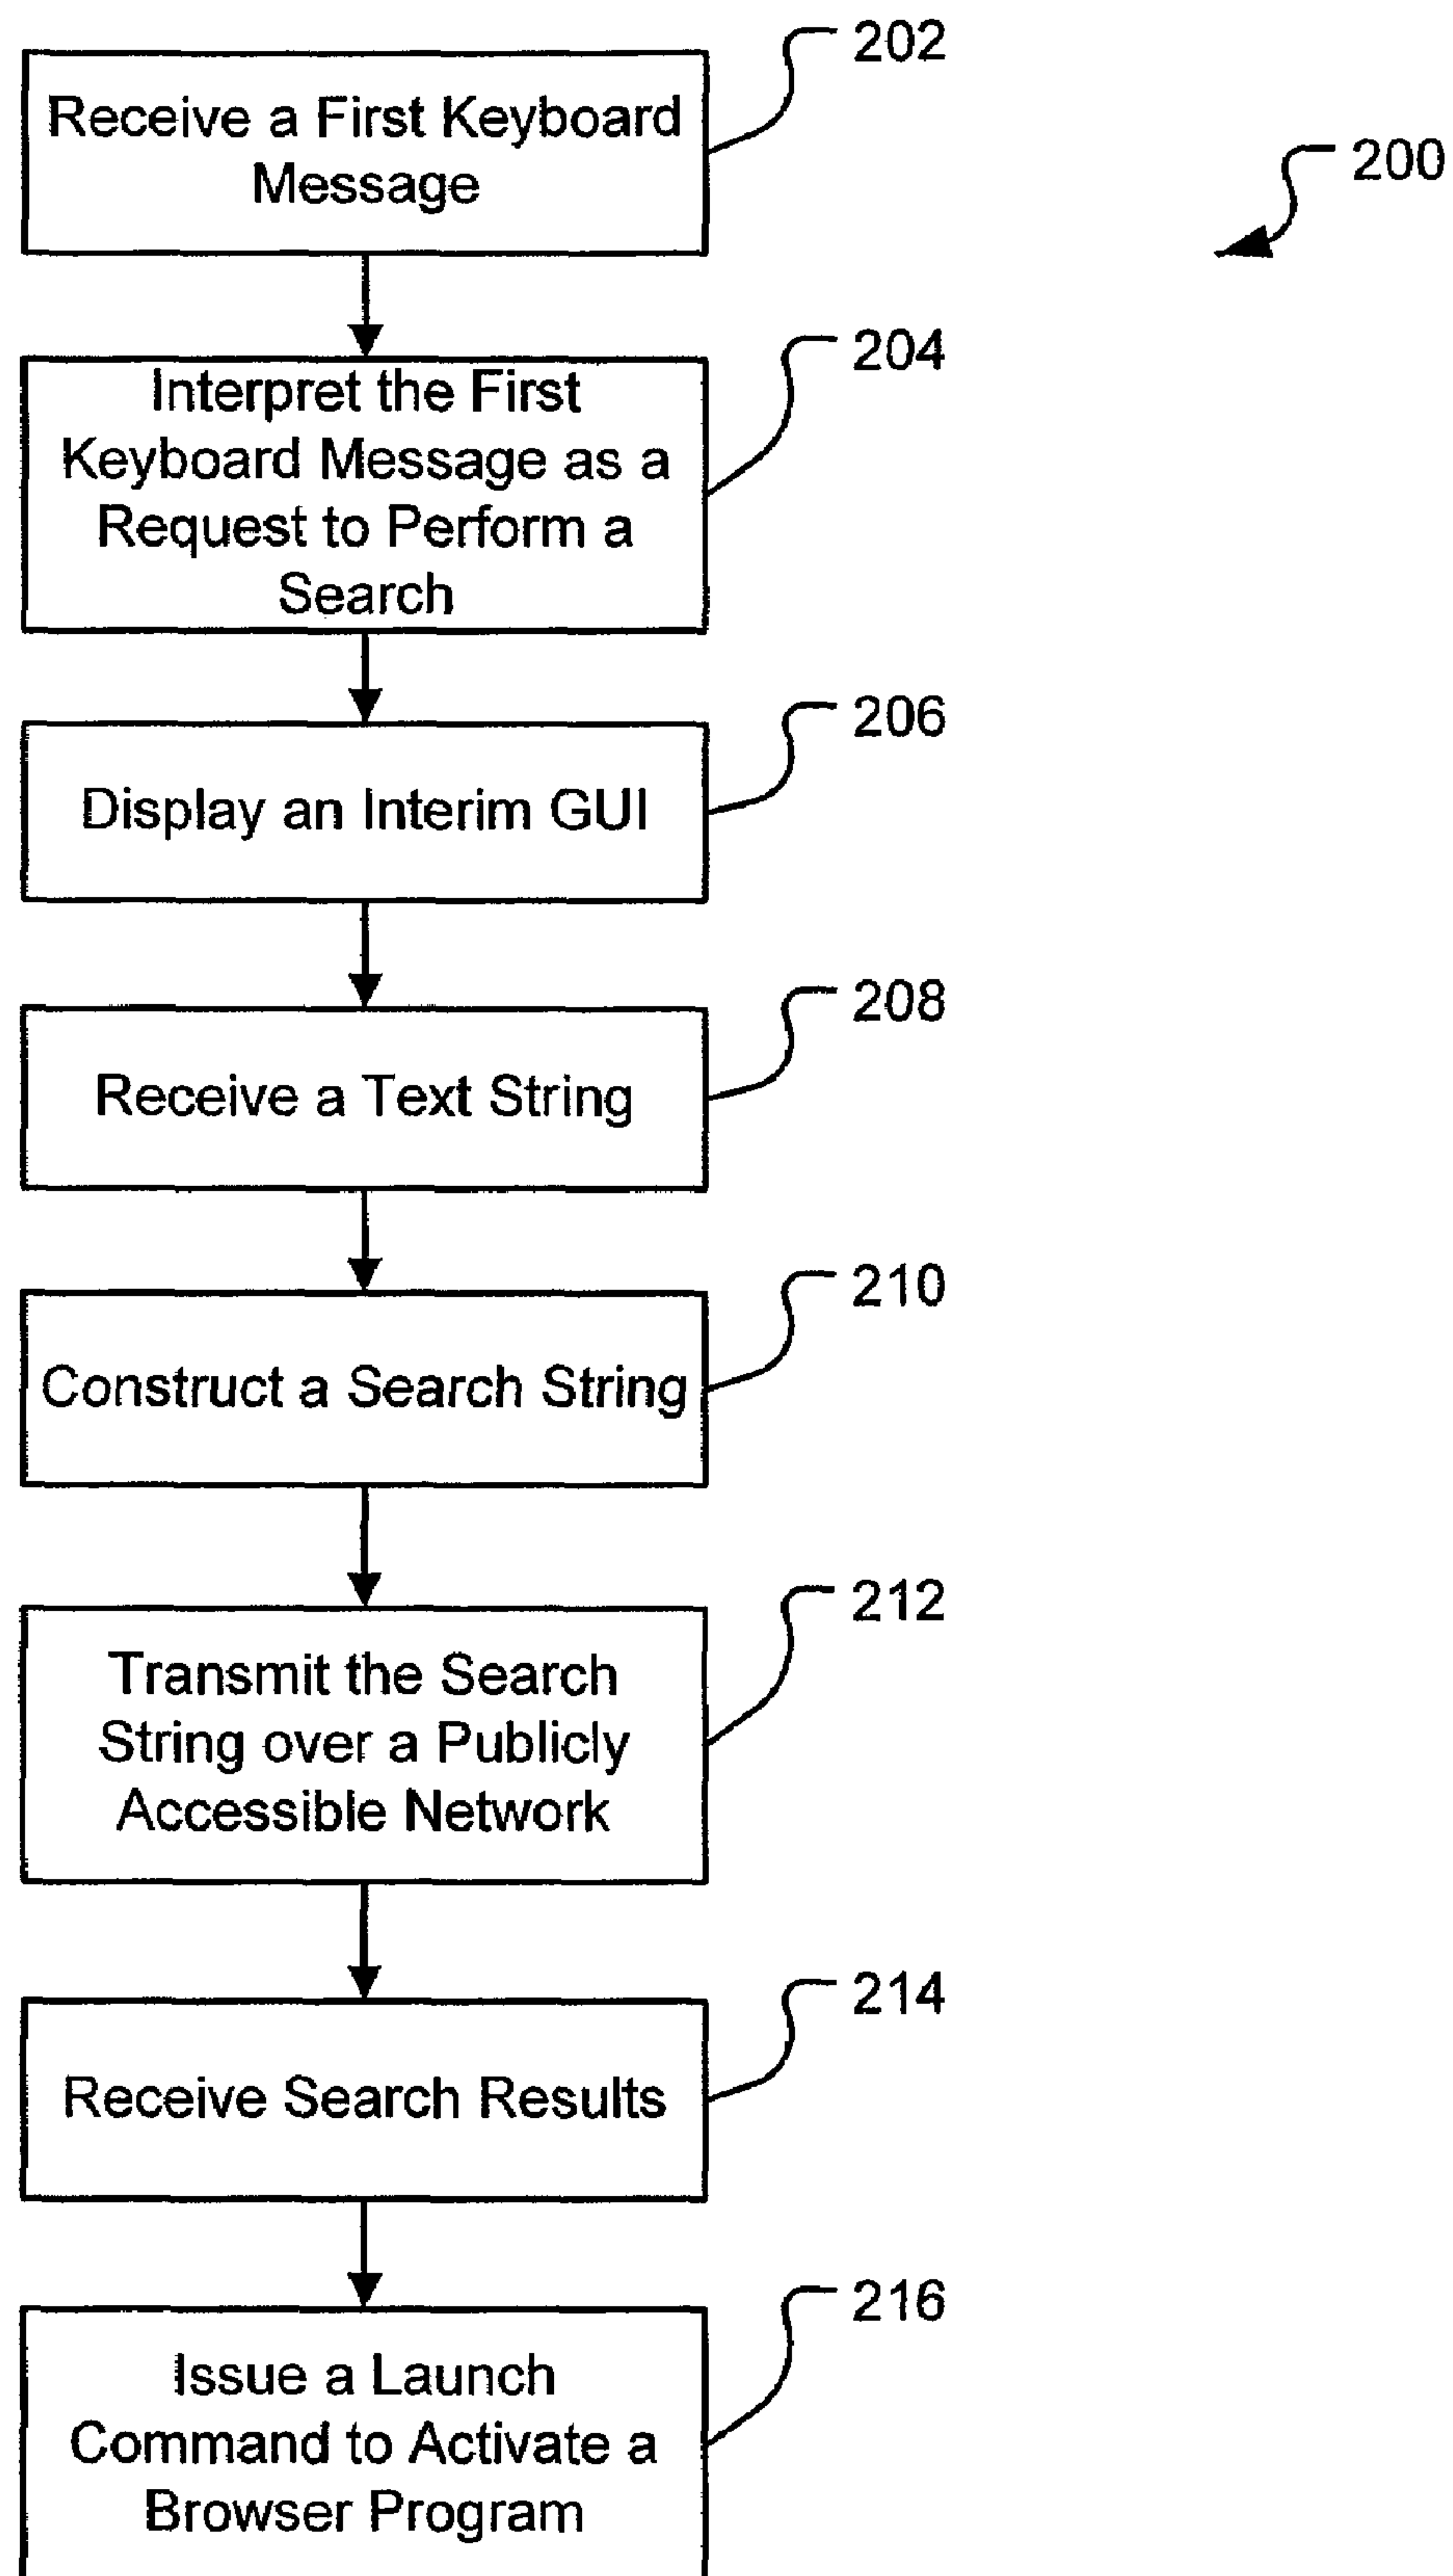 202
Receive a First Keyboard
Message
200
204
Interpret the First
Keyboard Message as a
Request to Perform a
Search
206
Display an Interim GUI
208
Receive a Text String
210
Construct a Search String
212
Transmit the Search
String over a Publicly
Accessible Network
214
Receive Search Results
216
Issue a Launch
Command to Activate a
Browser Program